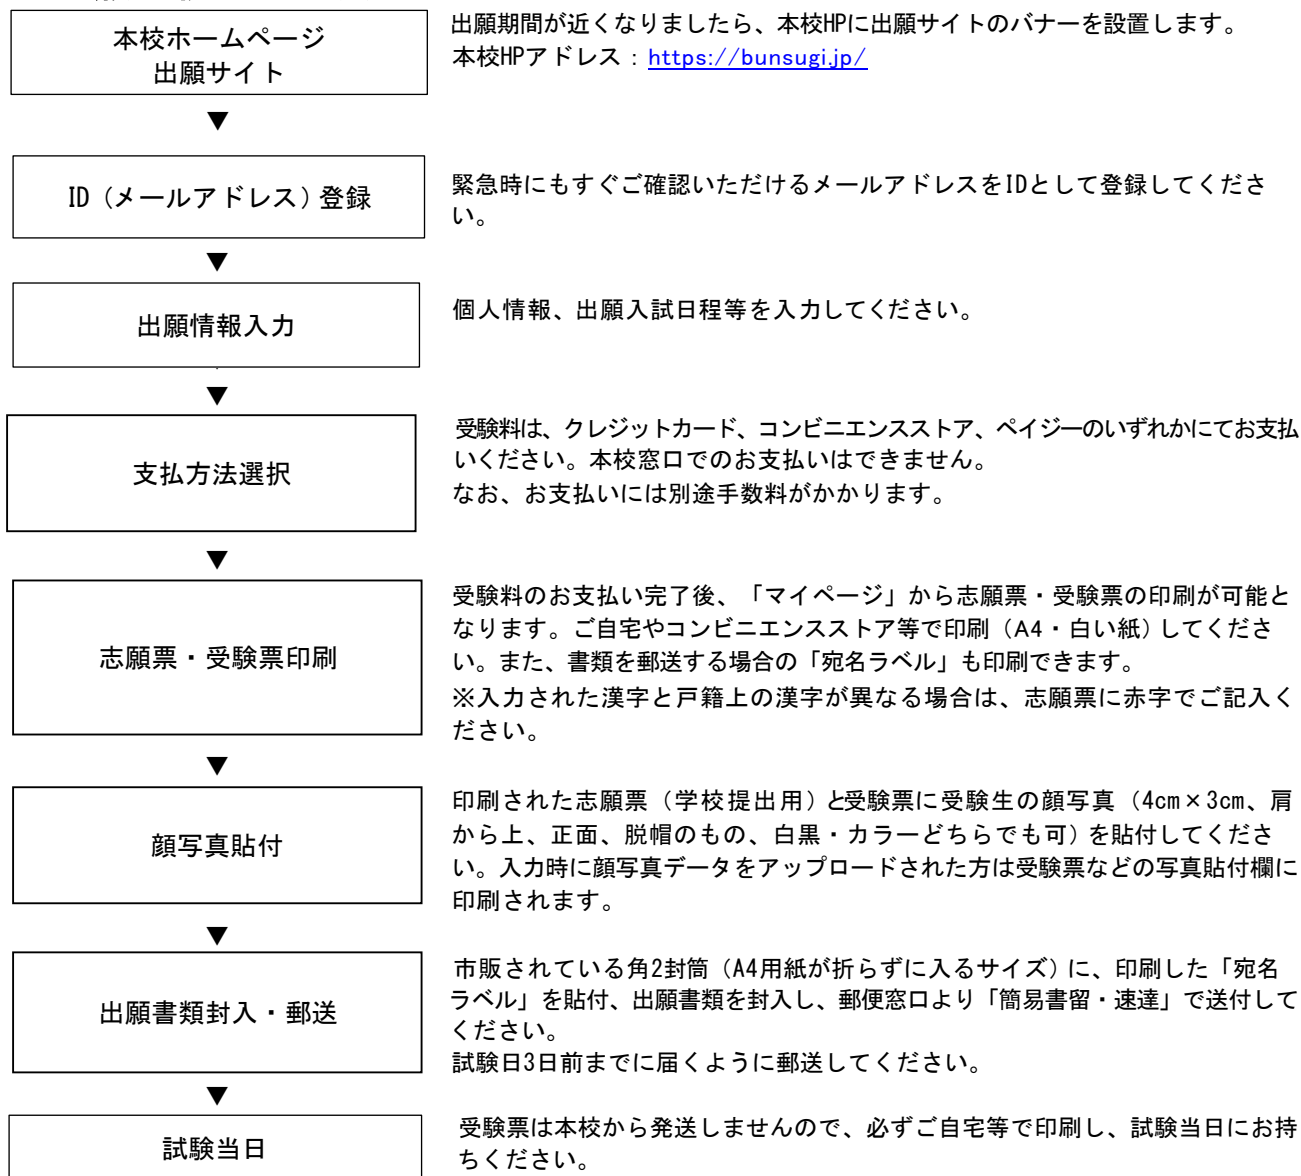 本校ホームページ
出願サイト
出願期間が近くなりましたら、本校HPに出願サイトのバナーを設置します。
本校HPアドレス：https://bunsugi.jp/
▼
ID（メールアドレス）登録
緊急時にもすぐご確認いただけるメールアドレスをIDとして登録してくださ
い。
▼
出願情報入力
個人情報、出願入試日程等を入力してください。
▼
支払方法選択
受験料は、クレジットカード、コンビニエンスストア、ペイジーのいずれかにてお支払
いください。本校窓口でのお支払いはできません。
なお、お支払いには別途手数料がかかります。
▼
志願票・受験票印刷
受験料のお支払い完了後、「マイページ」から志願票・受験票の印刷が可能と
なります。ご自宅やコンビニエンスストア等で印刷（A4・白い紙）してくださ
い。また、書類を郵送する場合の「宛名ラベル」も印刷できます。
※入力された漢字と戸籍上の漢字が異なる場合は、志願票に赤字でご記入く
ださい。
▼
顔写真貼付
印刷された志願票（学校提出用）と受験票に受験生の顔写真（4cm×3cm、肩
から上、正面、脱帽のもの、白黒・カラーどちらでも可）を貼付してくださ
い。入力時に顔写真データをアップロードされた方は受験票などの写真貼付欄に
印刷されます。
▼
出願書類封入・郵送
市販されている角2封筒（A4用紙が折らずに入るサイズ）に、印刷した「宛名
ラベル」を貼付、出願書類を封入し、郵便窓口より「簡易書留・速達」で送付して
ください。
試験日3日前までに届くように郵送してください。
▼
試験当日
受験票は本校から発送しませんので、必ずご自宅等で印刷し、試験当日にお持
ちください。